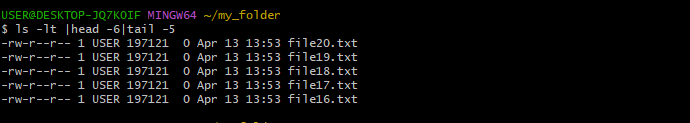 USER@DESKTOP-JQ7KOIF MINGW64 ~/my_folder
$ ls -lt |head -6|tail -5
-rw-r--r-- 1 USER 197121 0 Apr 13 13:53 file20.txt
-rw-r--r-- 1 USER 197121 0 Apr 13 13:53 file19.txt
-rw-r--r-- 1 USER 197121 0 Apr 13 13:53 file18.txt
-rw-r--r-- 1 USER 197121 0 Apr 13 13:53 file17.txt
-rw-r--r-- 1 USER 197121 0 Apr 13 13:53 file16.txt